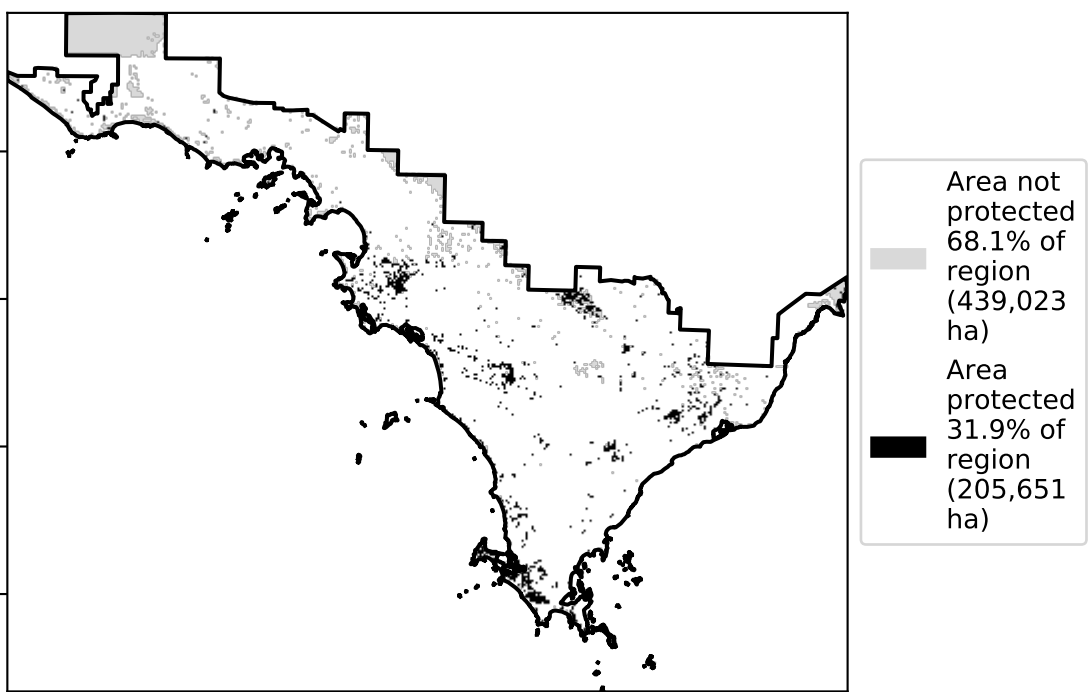 Area not
protected
68.1% of
region
(439,023
ha)
Area
protected
31.9% of
region
(205,651
ha)